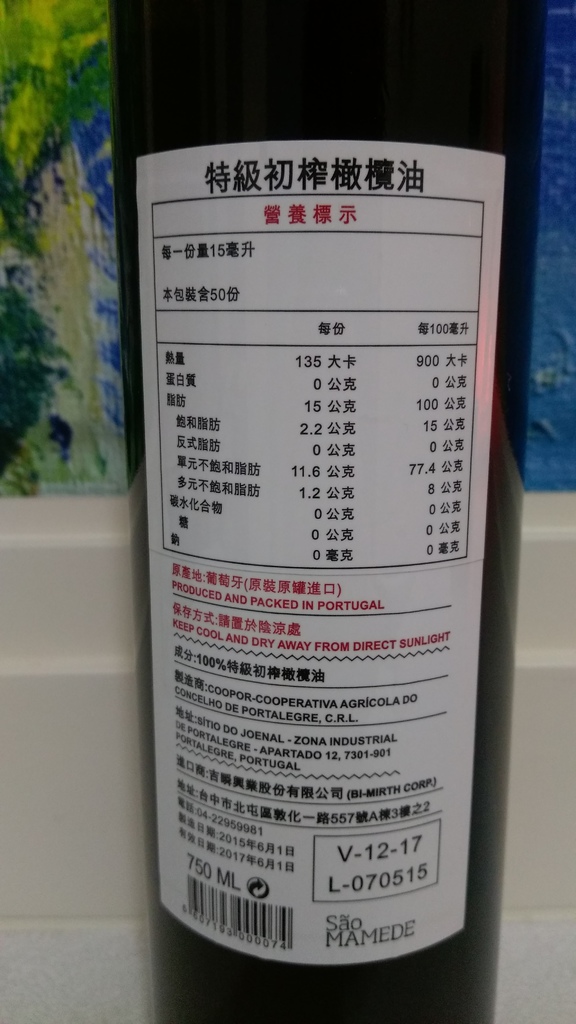 特級初榨橄欖油
營養標示
每一份量15毫升
本包裝含50份
每份 每100毫升
熱量 135 大卡 900 大卡
蛋白質 0 公克 0 公克
脂肪 15 公克 100 公克
飽和脂肪 2.2 公克 15 公克
反式脂肪 0 公克 0 公克
單元不飽和脂肪 11.6 公克 77.4 公克
多元不飽和脂肪 1.2 公克 8 公克
碳水化合物 0 公克 0 公克
糖 0 公克 0 公克
鈉 0 毫克 0 毫克
原產地:葡萄牙(原裝原罐進口)
PRODUCED AND PACKED IN PORTUGAL
保存方式:請置於陰涼處
KEEP COOL AND DRY AWAY FROM DIRECT SUNLIGHT
成分:100%特級初榨橄欖油
製造商:COOPOR-COOPERATIVA AGRÍCOLA DO
CONCELHO DE PORTALEGRE, C.R.L.
地址:SÍTIO DO JOENAL - ZONA INDUSTRIAL
DE PORTALEGRE - APARTADO 12, 7301-901
PORTALEGRE, PORTUGAL
進口商:吉瞬興業股份有限公司 (BI-MIRTH CORP.)
地址:台中市北屯區敦化一路557號A棟3樓之2
電話:04-22959981
製造日期:2015年6月1日
有效日期:2017年6月1日
V-12-17
L-070515
750 ML
São
MAMEDE